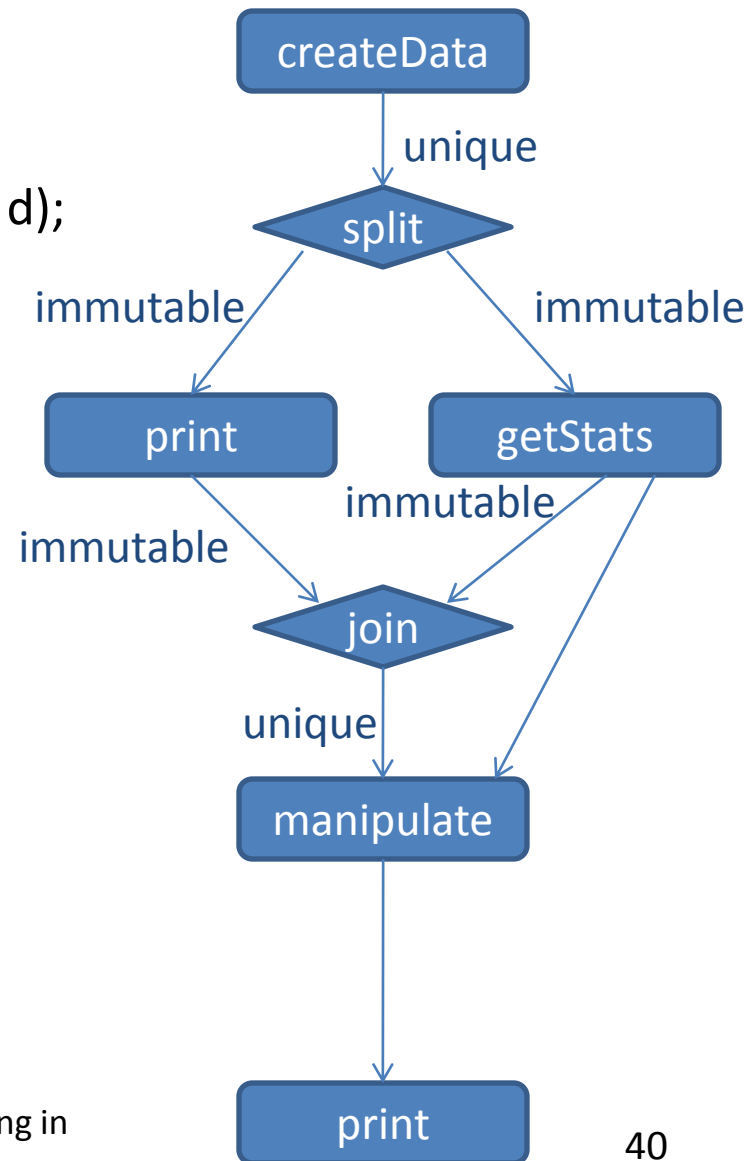 createData
unique
d);
split
immutable
immutable
print
getStats
immutable
immutable
join
unique
manipulate
ng in
print
40